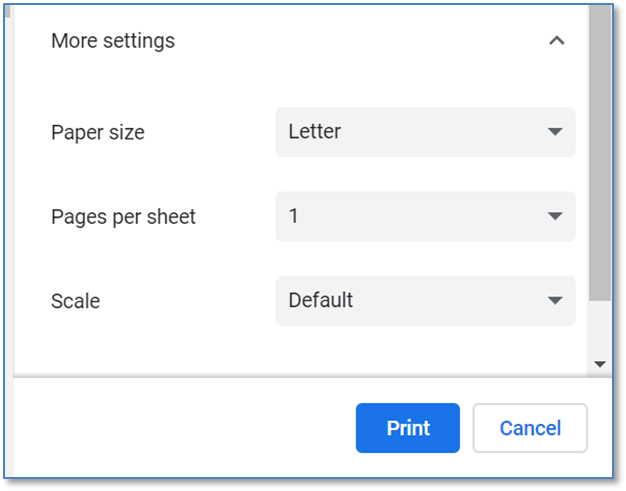 More settings
Paper size Letter
Pages per sheet 1
Scale Default
Print Cancel